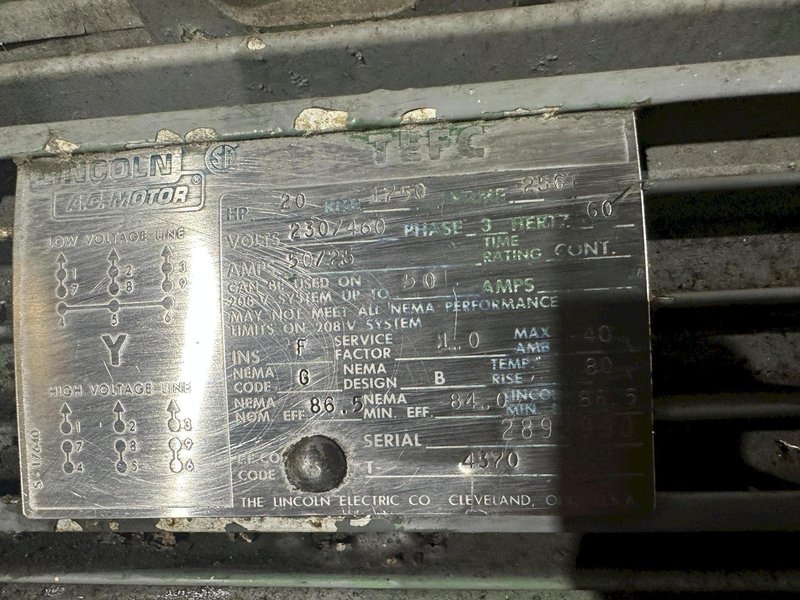 LINCOLN
A.C. MOTOR®
TEFC
HP 20 RPM 1750 FRAME 256T
VOLTS 230/460 PHASE 3 HERTZ 60
AMPS 50/25 TIME RATING CONT.
CAN BE USED ON
208 V SYSTEM UP TO 50 AMPS
MAY NOT MEET ALL NEMA PERFORMANCE
LIMITS ON 208 V SYSTEM
INS F SERVICE FACTOR 1.0 MAX AMB 40
NEMA CODE G NEMA DESIGN B TEMP. RISE 80
NEMA NOM EFF 86.5 NEMA MIN. EFF. 84.0 LINCOLN MIN.
SERIAL 289
CODE T 4370
THE LINCOLN ELECTRIC CO CLEVELAND,
LOW VOLTAGE LINE
1 2 3
7 8 9
4 5 6
Y
HIGH VOLTAGE LINE
1 2 3
7 8 9
4 5 6